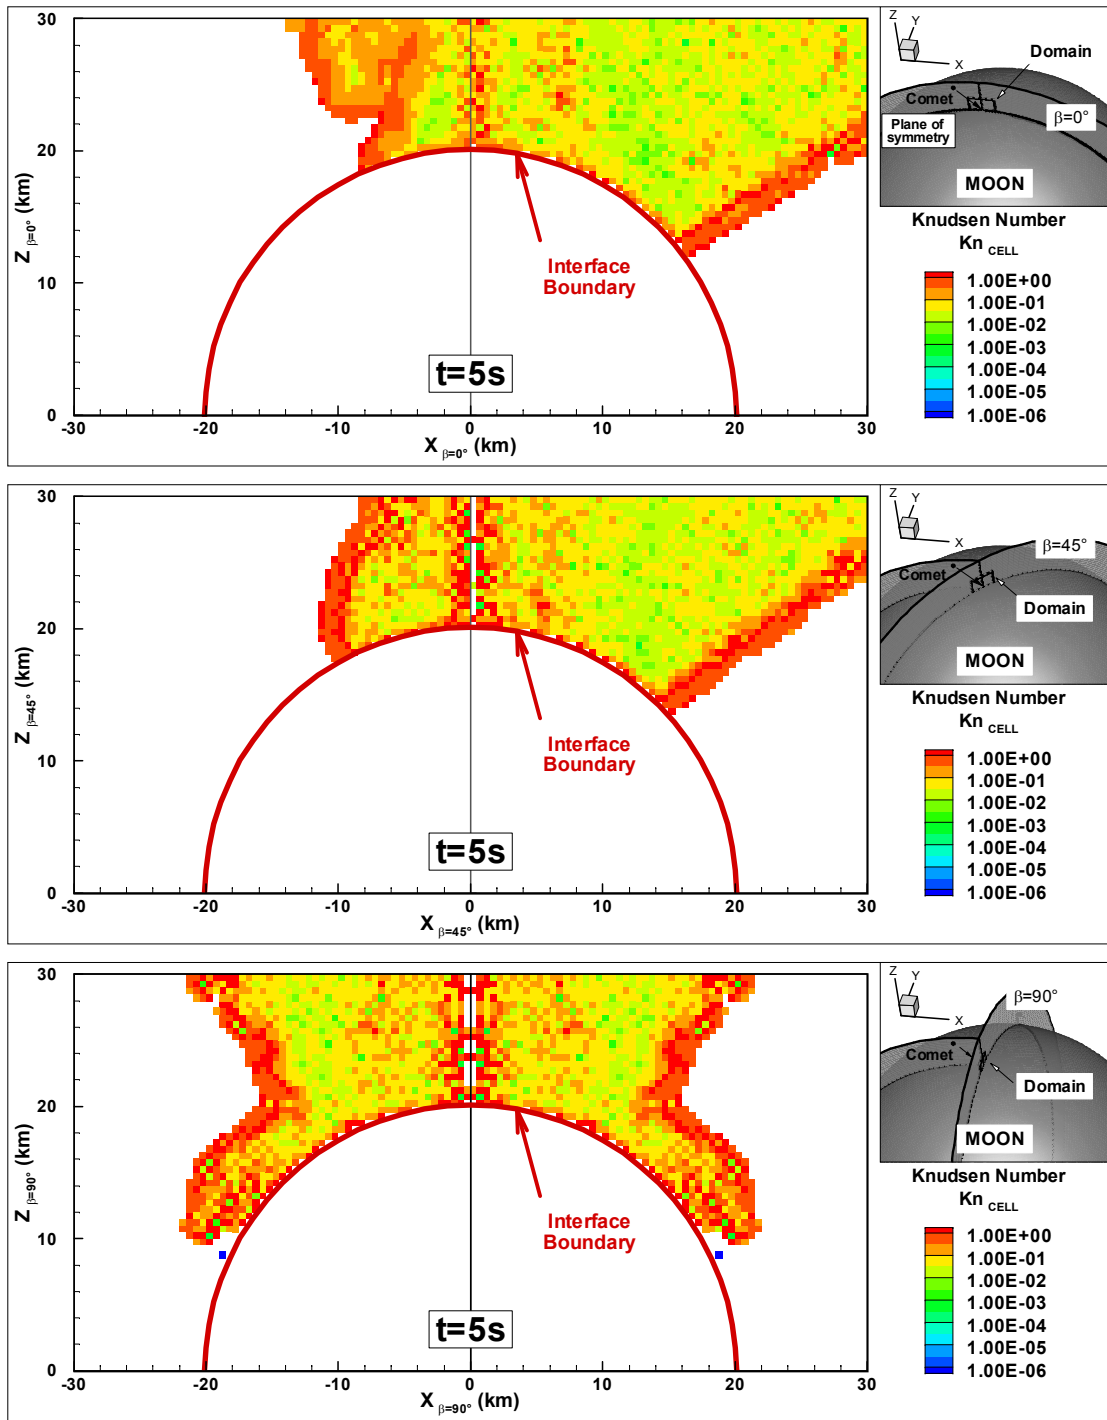 30
20
10
0
Z β=0° (km)
-30 -20 -10 0 10 20 30
X β=0° (km)
Interface
Boundary
t=5s
Z Y
X
Domain
Comet
β=0°
Plane of
symmetry
MOON
Knudsen Number
Kn CELL
1.00E+00
1.00E-01
1.00E-02
1.00E-03
1.00E-04
1.00E-05
1.00E-06
30
20
10
0
Z β=45° (km)
-30 -20 -10 0 10 20 30
X β=45° (km)
Interface
Boundary
t=5s
Z Y
X
β=45°
Comet
Domain
MOON
Knudsen Number
Kn CELL
1.00E+00
1.00E-01
1.00E-02
1.00E-03
1.00E-04
1.00E-05
1.00E-06
30
20
10
0
Z β=90° (km)
-30 -20 -10 0 10 20 30
X β=90° (km)
Interface
Boundary
t=5s
Z Y
X
β=90°
Comet
Domain
MOON
Knudsen Number
Kn CELL
1.00E+00
1.00E-01
1.00E-02
1.00E-03
1.00E-04
1.00E-05
1.00E-06